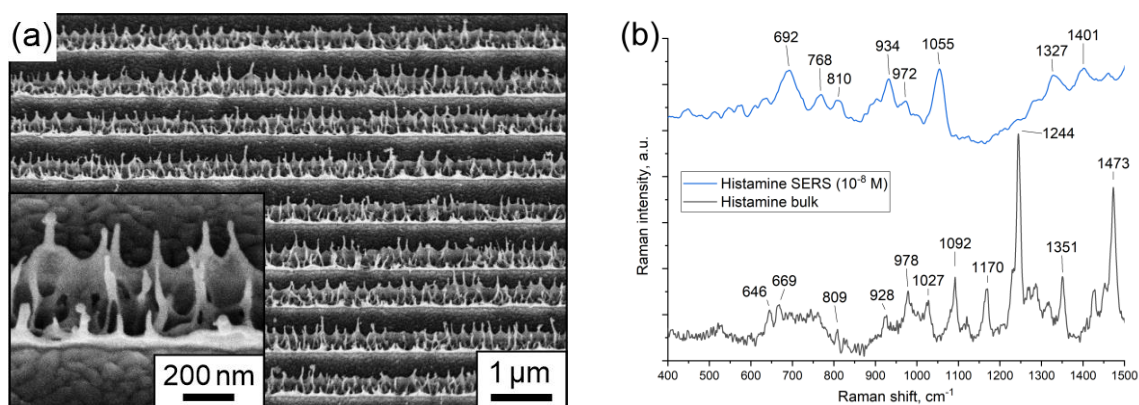 (a)
200 nm
1 µm
(b)
692
768
810
934
972
1055
1327
1401
1244
1473
Histamine SERS (10⁻⁸ M)
Histamine bulk
646
669
809
928
978
1027
1092
1170
1351
Raman intensity, a.u.
400 500 600 700 800 900 1000 1100 1200 1300 1400 1500
Raman shift, cm⁻¹